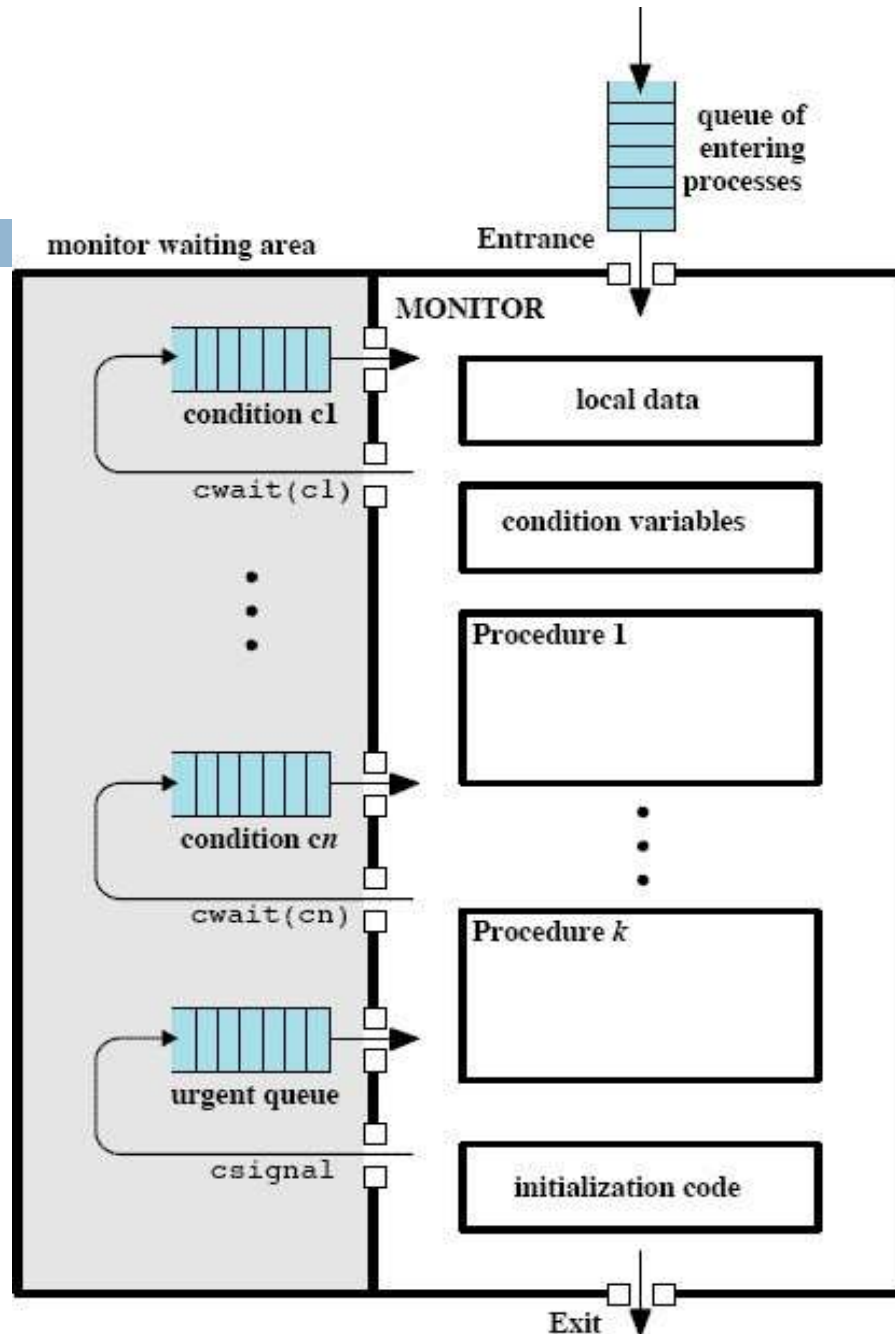 queue of
entering
processes
Entrance
monitor waiting area
MONITOR
condition c1
cwait(c1)
local data
condition variables
Procedure 1
condition cn
cwait(cn)
Procedure k
urgent queue
csignal
initialization code
Exit